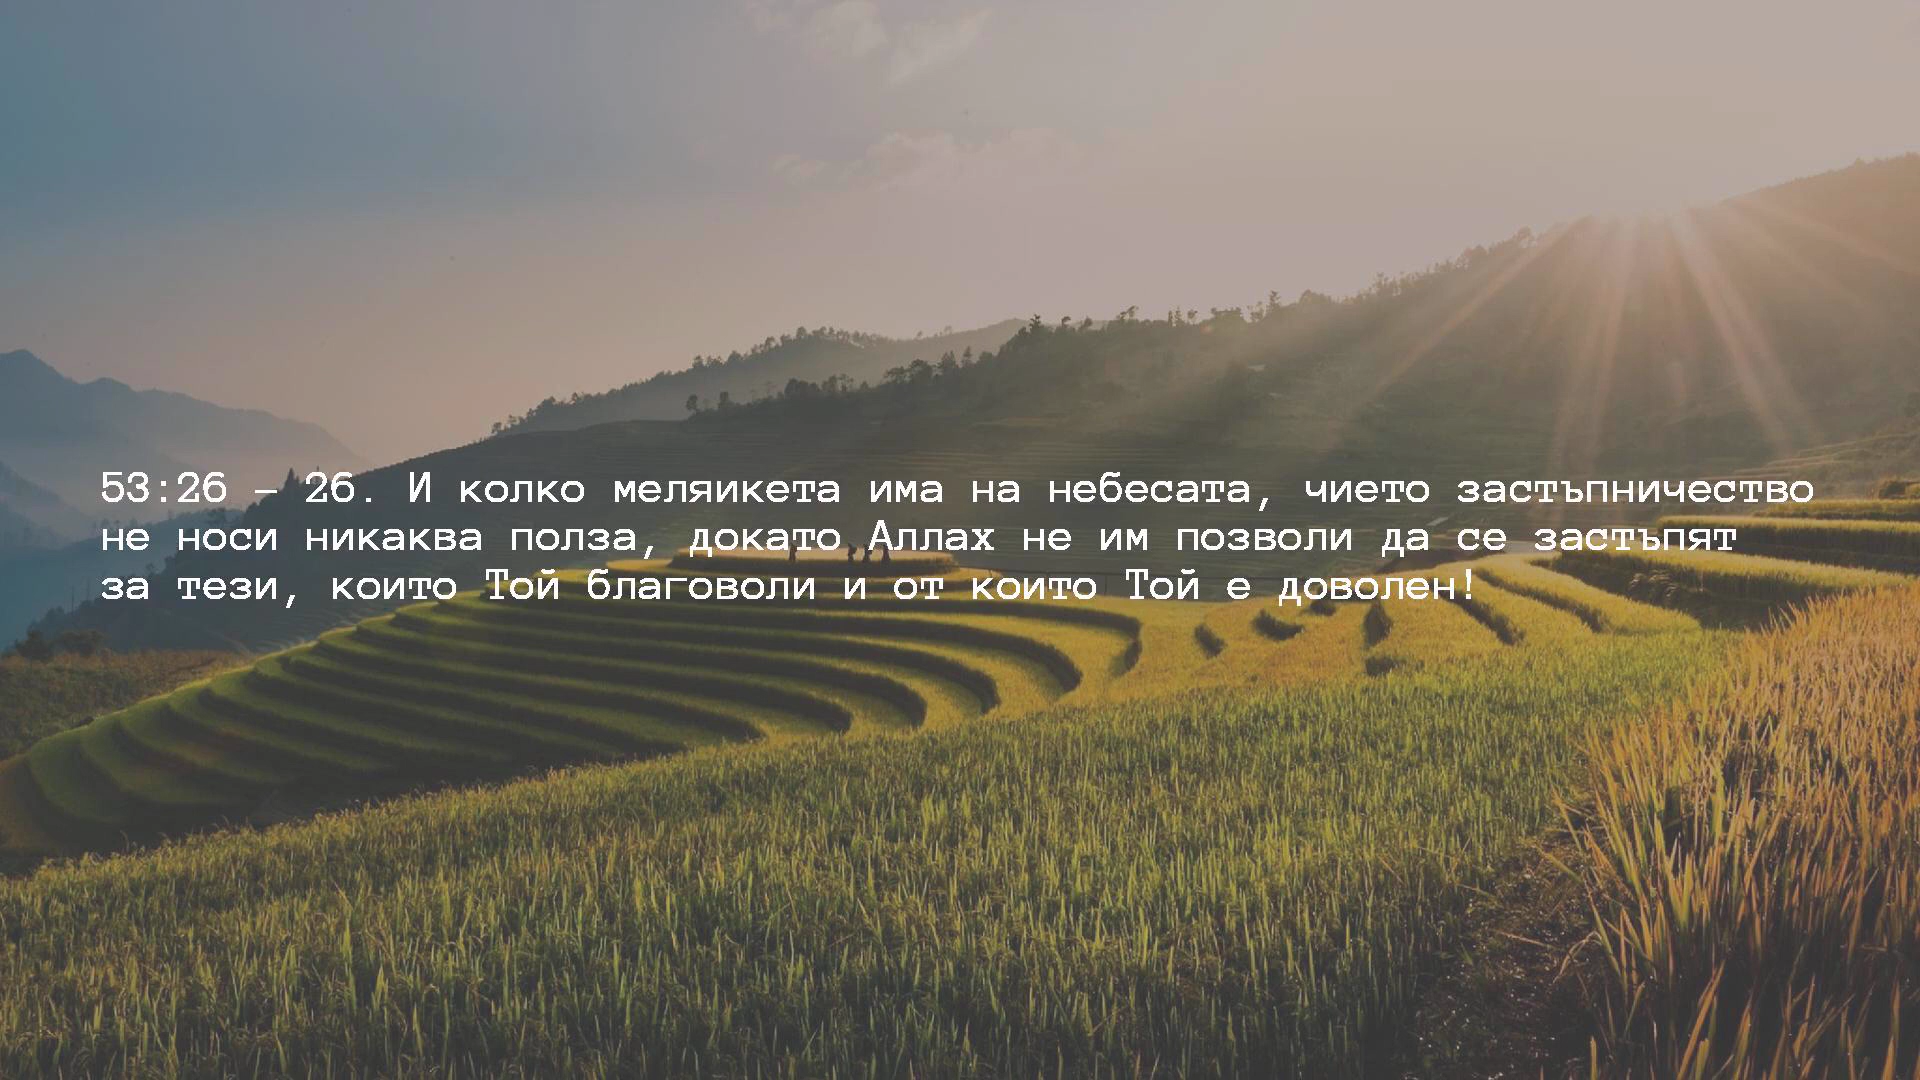 53:26 – 26. И колко меляикета има на небесата, чието застъпничество
не носи никаква полза, докато Аллах не им позволи да се застъпят
за тези, които Той благоволи и от които Той е доволен!